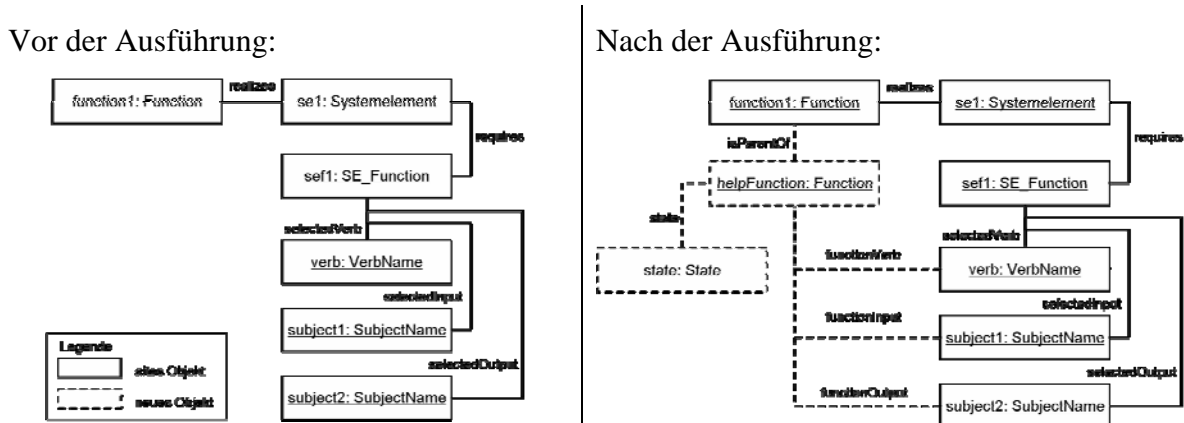 Vor der Ausführung:
realizes
function1: Function
se1: Systemelement
requires
sef1: SE_Function
selectedVerb
verb: VerbName
selectedInput
subject1: SubjectName
selectedOutput
subject2: SubjectName
Legende
altes Objekt
neues Objekt
Nach der Ausführung:
realizes
function1: Function
se1: Systemelement
requires
isParentOf
helpFunction: Function
sef1: SE_Function
state
selectedVerb
functionVerb
state: State
verb: VerbName
selectedInput
functionInput
subject1: SubjectName
selectedOutput
functionOutput
subject2: SubjectName